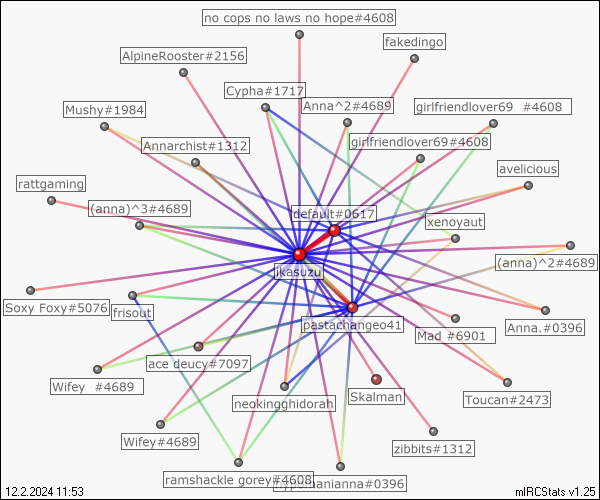 no cops no laws no hope#4608
fakedingo
AlpineRooster#2156
Cypha#1717
Anna^2#4689
girlfriendlover69 #4608
Mushy#1984
Annarchist#1312
girlfriendlover69#4608
avelicious
rattgaming
(anna)^3#4689
default#0617
xenoyaut
jkasuzu
(anna)^2#4689
Soxy Foxy#5076
frisout
pastachangeo41
Anna.#0396
Mad #6901
ace deucy#7097
Wifey #4689
neokingghidorah
Skalman
Toucan#2473
Wifey#4689
zibbits#1312
ramshackle gorey#4608
#0396
12.2.2024 11:53
mIRCStats v1.25